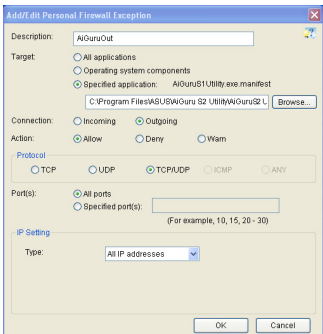 Add/Edit Personal Firewall Exception
Description: AiGuruOut
Target: All applications
Operating system components
Specified application: AiGuruS1Utility.exe.manifest
C:\Program Files\ASUS\AiGuru S2 Utility\AiGuruS2 U Browse...
Connection: Incoming Outgoing
Action: Allow Deny Warn
Protocol
TCP UDP TCP/UDP ICMP ANY
Port(s): All ports
Specified port(s):
(For example, 10, 15, 20 - 30)
IP Setting
Type: All IP addresses
OK Cancel